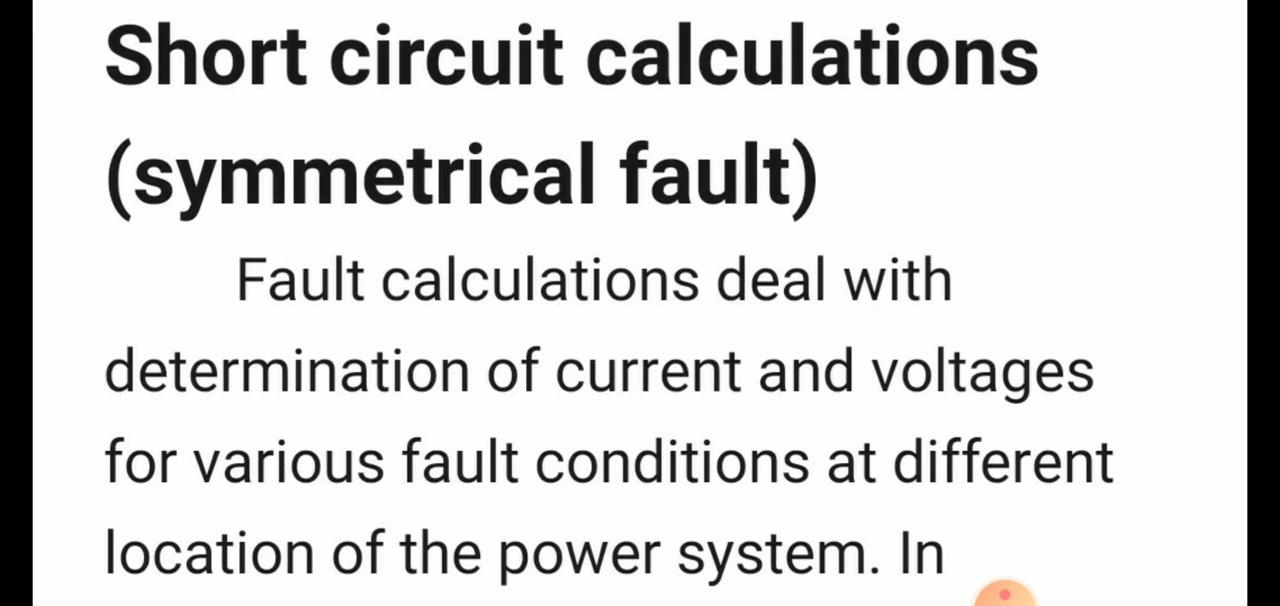 Short circuit calculations
(symmetrical fault)
Fault calculations deal with
determination of current and voltages
for various fault conditions at different
location of the power system. In